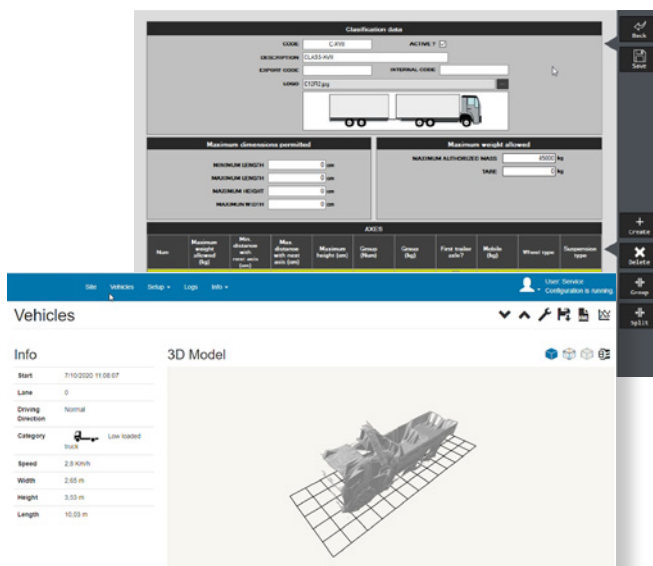 Classification data
CODE C-XVII ACTIVE ?
DESCRIPTION CLASS-XVII
EXPORT CODE INTERNAL CODE
LOGO
Maximum dimensions permitted
Maximum weight allowed
MINIMUM LENGTH 0 cm
MAXIMUM LENGTH 0 cm
MAXIMUM HEIGHT 0 cm
MAXIMUM WIDTH 0 cm
MAXIMUM AUTHORIZED MASS 45000 kg
TARE 0 kg
AXES
Num
Maximum weight allowed (kg)
Min. distance with next axis (cm)
Max. distance with next axis (cm)
Maximum height (cm)
Group (Num)
Group (kg)
First trailer axle?
Mobile (kg)
Wheel type
Suspension type
Back
Save
Create
Delete
Group
Split
Site Vehicles Setup Logs Info
User: Service
Configuration is running.
Vehicles
Info
Start 7/10/2020 11:08:07
Lane 0
Driving Direction Normal
Category Low loaded truck
Speed 2,8 Km/h
Width 2,65 m
Height 3,53 m
Length 10,03 m
3D Model